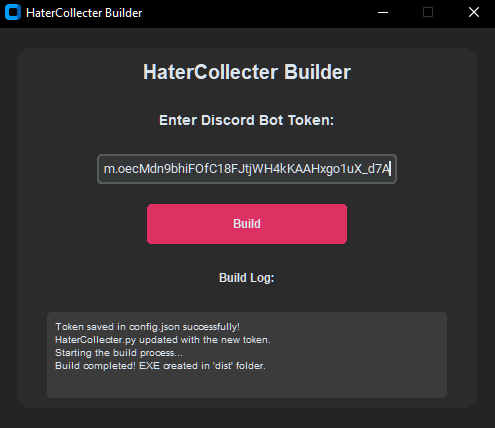 HaterCollecter Builder
HaterCollecter Builder
Enter Discord Bot Token:
m.oecMdn9bhiFOfC18FJtjWH4kKAAHxgo1uX_d7A
Build
Build Log:
Token saved in config.json successfully!
HaterCollecter.py updated with the new token.
Starting the build process...
Build completed! EXE created in 'dist' folder.